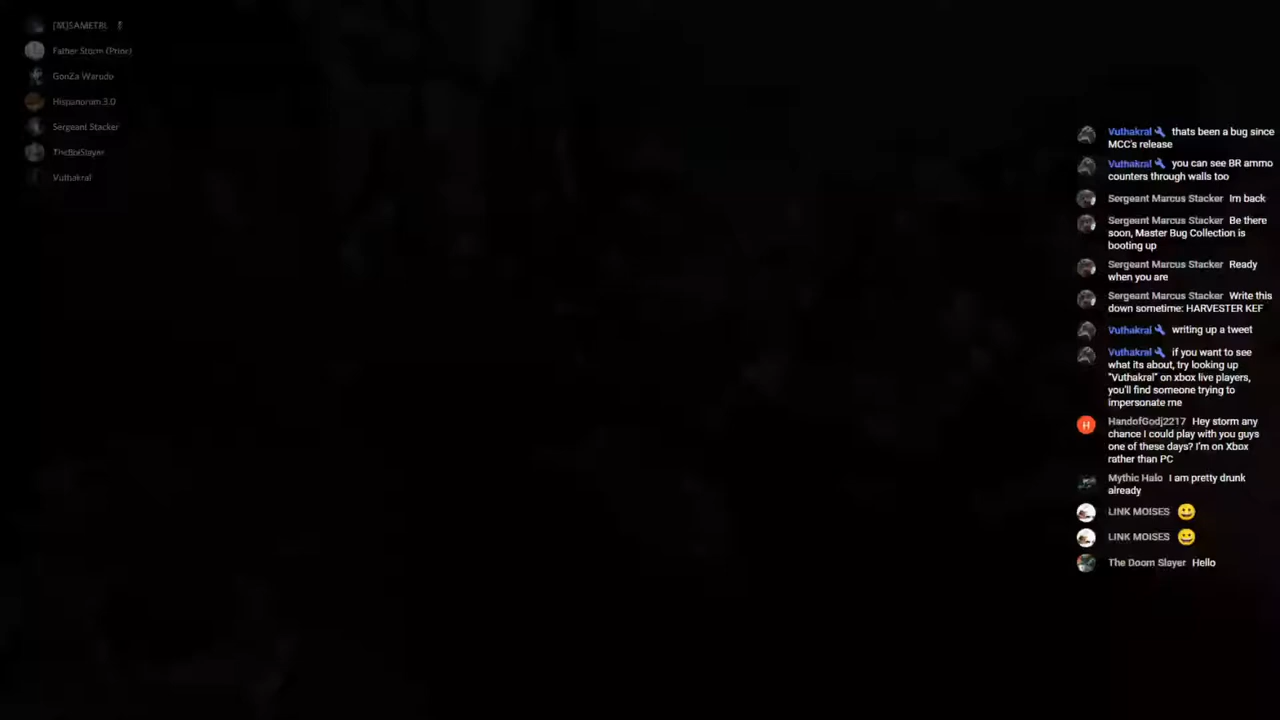 Father Storm (Princ)
GonZa Warudo
Hispanorum 3.0
Sergeant Stacker
Vuthakral
Vuthakral thats been a bug since
MCC's release
Vuthakral you can see BR ammo
counters through walls too
Sergeant Marcus Stacker Im back
Sergeant Marcus Stacker Be there
soon, Master Bug Collection is
booting up
Sergeant Marcus Stacker Ready
when you are
Sergeant Marcus Stacker Write this
down sometime: HARVESTER KEF
Vuthakral writing up a tweet
Vuthakral if you want to see
what its about, try looking up
"Vuthakral" on xbox live players,
you'll find someone trying to
impersonate me
H
HandofGodj2217 Hey storm any
chance I could play with you guys
one of these days? I'm on Xbox
rather than PC
Mythic Halo I am pretty drunk
already
LINK MOISES
LINK MOISES
The Doom Slayer Hello